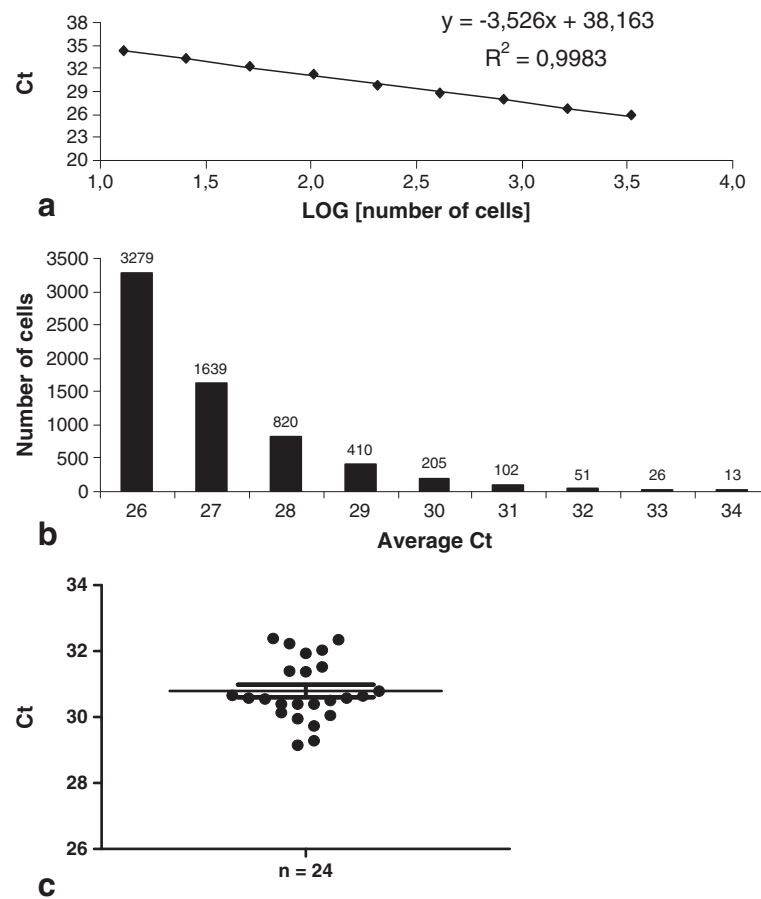 y = -3,526x + 38,163
R² = 0,9983
38
35
32
29
26
23
20
Ct
1,0 1,5 2,0 2,5 3,0 3,5 4,0
LOG [number of cells]
a
3500
3000
2500
2000
1500
1000
500
0
Number of cells
3279 1639 820 410 205 102 51 26 13
26 27 28 29 30 31 32 33 34
Average Ct
b
34
32
30
28
26
Ct
n = 24
c